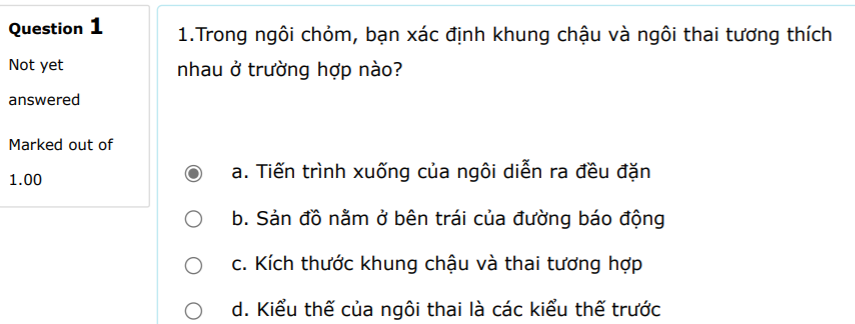 Question 1
Not yet
answered
Marked out of
1.00
1.Trong ngôi chỏm, bạn xác định khung chậu và ngôi thai tương thích
nhau ở trường hợp nào?
a. Tiến trình xuống của ngôi diễn ra đều đặn
b. Sản đồ nằm ở bên trái của đường báo động
c. Kích thước khung chậu và thai tương hợp
d. Kiểu thế của ngôi thai là các kiểu thế trước